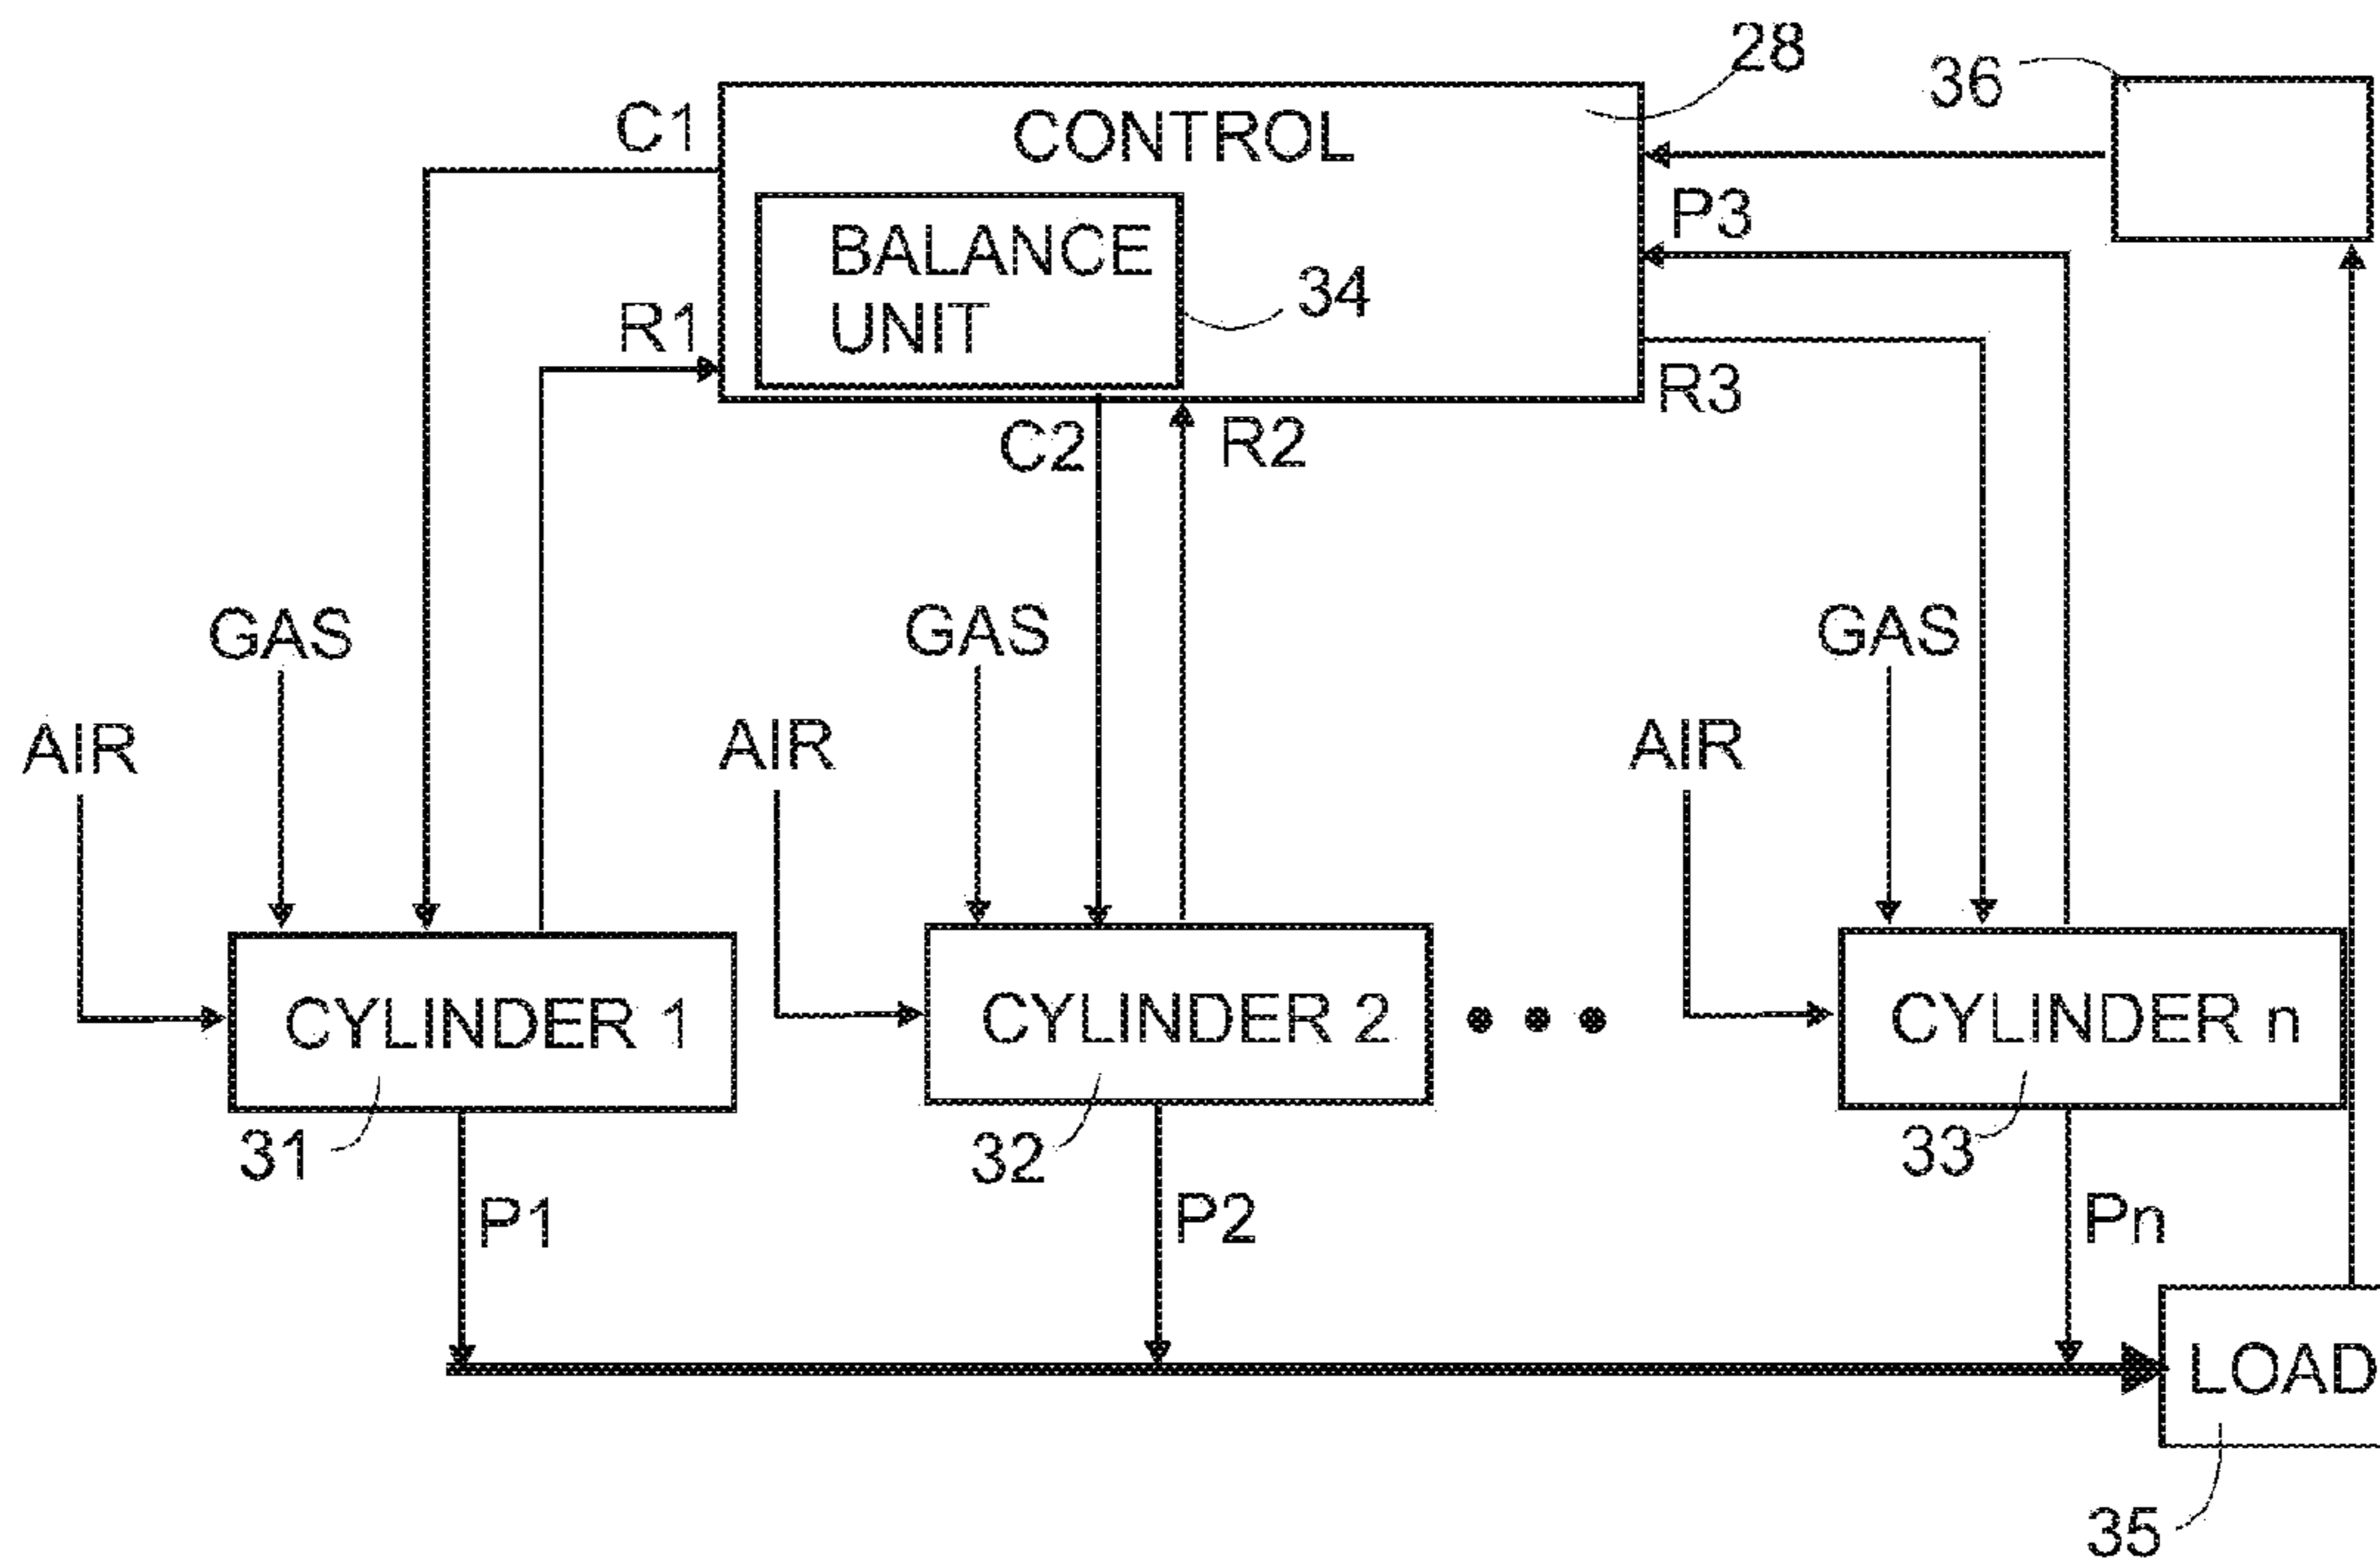 28
36
C1
CONTROL
P3
BALANCE
UNIT
34
R1
R3
C2
R2
GAS
GAS
GAS
AIR
AIR
AIR
CYLINDER 1
CYLINDER 2
CYLINDER n
31
32
33
P1
P2
Pn
LOAD
35